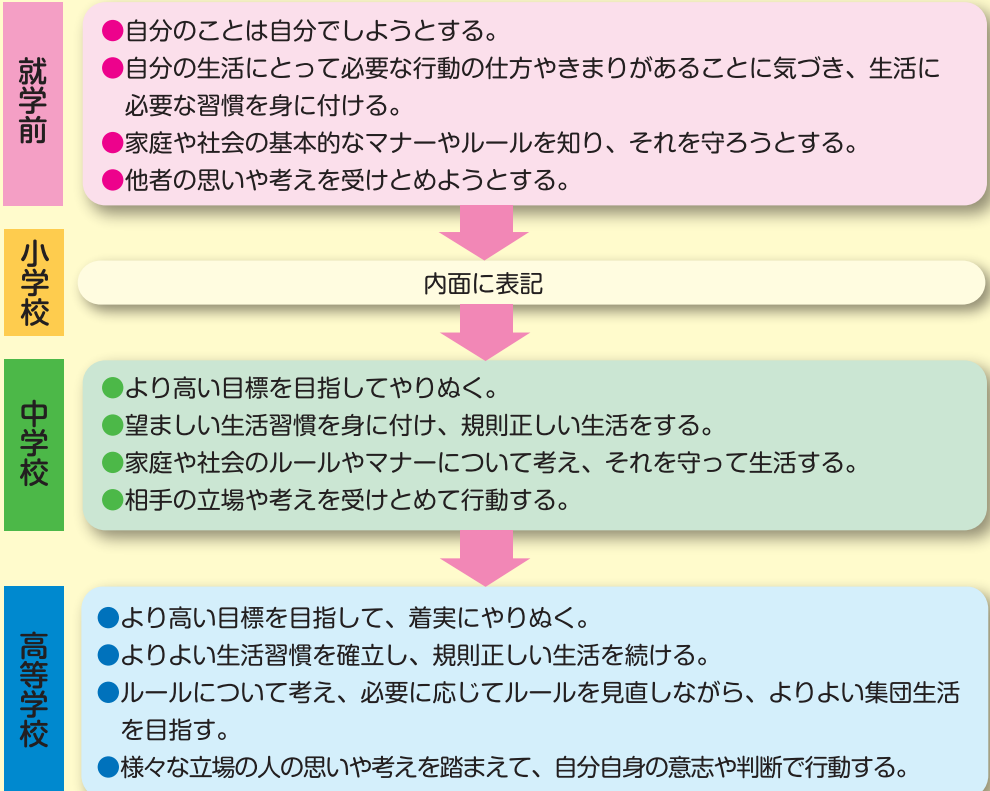 就学前
●自分のことは自分でしようとする。
●自分の生活にとって必要な行動の仕方やきまりがあることに気づき、生活に
必要な習慣を身に付ける。
●家庭や社会の基本的なマナーやルールを知り、それを守ろうとする。
●他者の思いや考えを受けとめようとする。
小学校
内面に表記
中学校
●より高い目標を目指してやりぬく。
●望ましい生活習慣を身に付け、規則正しい生活をする。
●家庭や社会のルールやマナーについて考え、それを守って生活する。
●相手の立場や考えを受けとめて行動する。
高等学校
●より高い目標を目指して、着実にやりぬく。
●よりよい生活習慣を確立し、規則正しい生活を続ける。
●ルールについて考え、必要に応じてルールを見直しながら、よりよい集団生活
を目指す。
●様々な立場の人の思いや考えを踏まえて、自分自身の意志や判断で行動する。